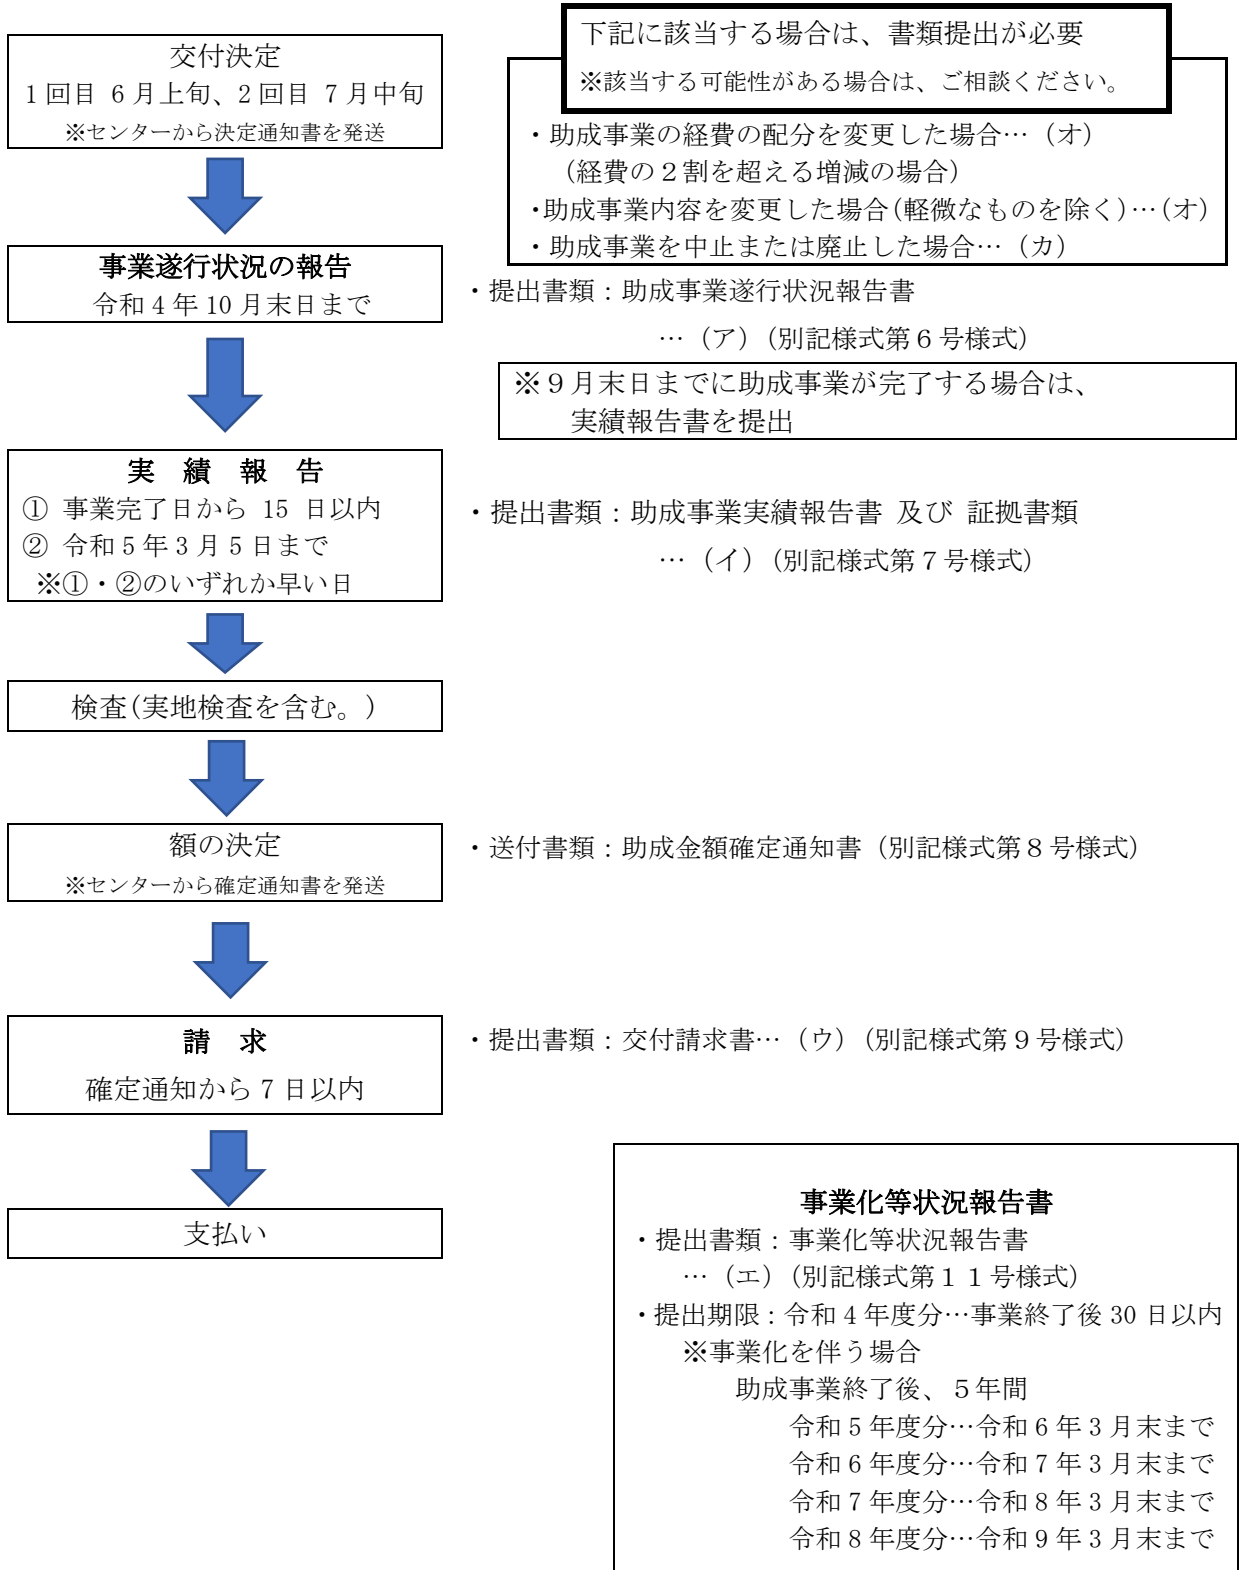 交付決定
1回目 6月上旬、2回目 7月中旬
※センターから決定通知書を発送
下記に該当する場合は、書類提出が必要
※該当する可能性がある場合は、ご相談ください。
・助成事業の経費の配分を変更した場合…（オ）
（経費の２割を超える増減の場合）
・助成事業内容を変更した場合（軽微なものを除く）…（オ）
・助成事業を中止または廃止した場合…（カ）
事業遂行状況の報告
令和4年10月末日まで
・提出書類：助成事業遂行状況報告書
…（ア）（別記様式第６号様式）
※９月末日までに助成事業が完了する場合は、
実績報告書を提出
実 績 報 告
① 事業完了日から 15 日以内
② 令和5年3月5日まで
※①・②のいずれか早い日
・提出書類：助成事業実績報告書 及び 証拠書類
…（イ）（別記様式第７号様式）
検査(実地検査を含む。)
額の決定
※センターから確定通知書を発送
・送付書類：助成金額確定通知書（別記様式第８号様式）
請 求
確定通知から7日以内
・提出書類：交付請求書…（ウ）（別記様式第９号様式）
支払い
事業化等状況報告書
・提出書類：事業化等状況報告書
…（エ）（別記様式第１１号様式）
・提出期限：令和4年度分…事業終了後30日以内
※事業化を伴う場合
助成事業終了後、５年間
令和5年度分…令和6年3月末まで
令和6年度分…令和7年3月末まで
令和7年度分…令和8年3月末まで
令和8年度分…令和9年3月末まで